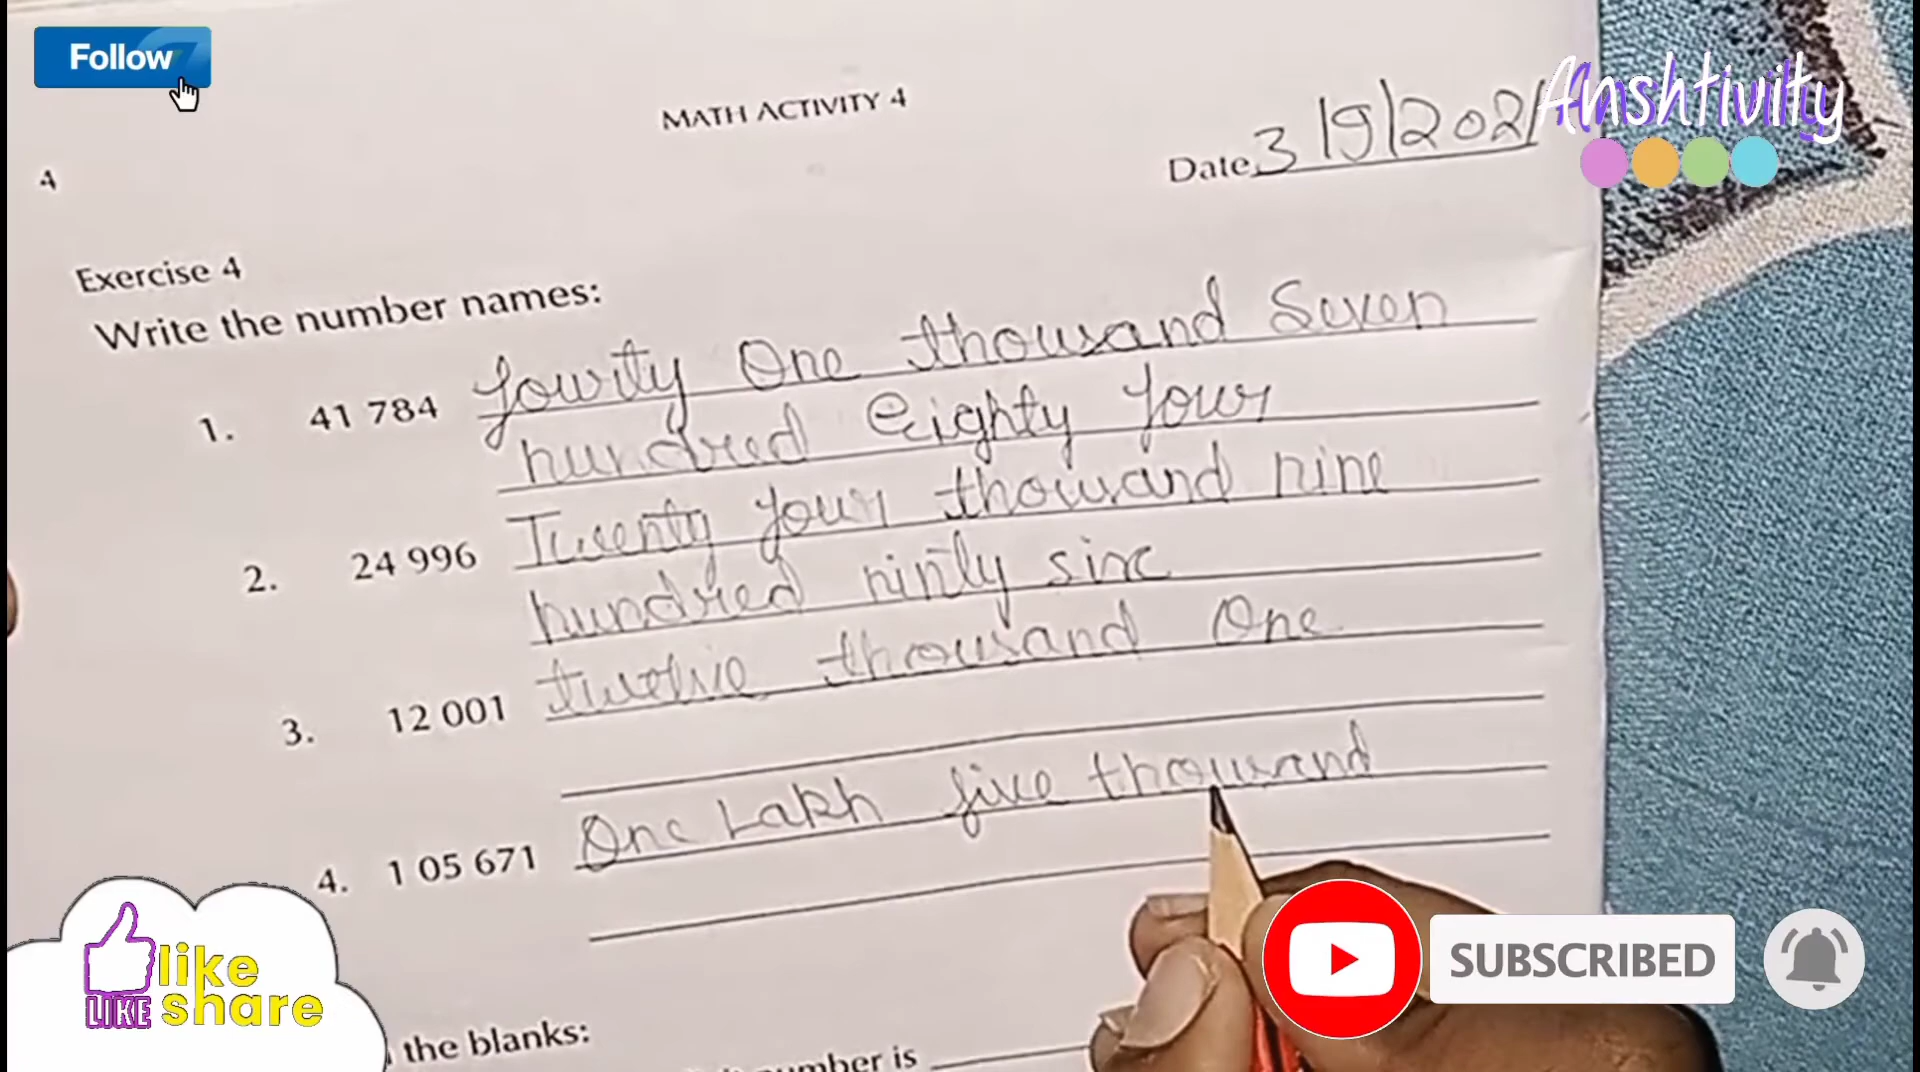 Follow
Anshtivity
MATH ACTIVITY 4
Date 3/9/2021
4
Exercise 4
Write the number names:
1. 41 784 fourty One thousand Seven
hundred eighty four
2. 24 996 Twenty four thousand nine
hundred ninty six
3. 12 001 twelve thousand One
4. 1 05 671 One Lakh five thousand
like
LIKE share
SUBSCRIBED
the blanks:
number is